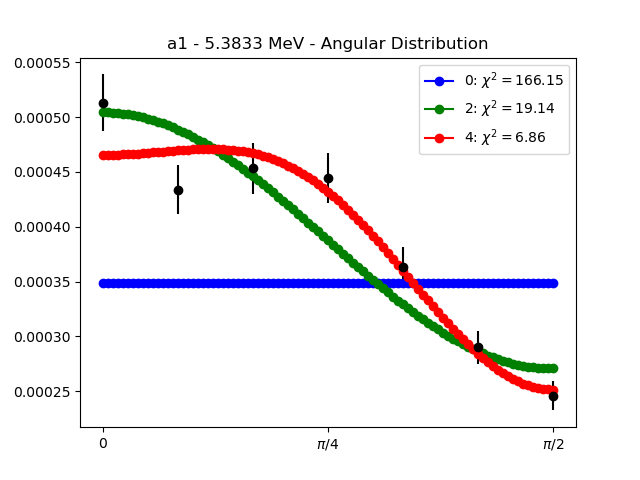 a1 - 5.3833 MeV - Angular Distribution
0.00055
0.00050
0.00045
0.00040
0.00035
0.00030
0.00025
0: χ² = 166.15
2: χ² = 19.14
4: χ² = 6.86
0
π/4
π/2